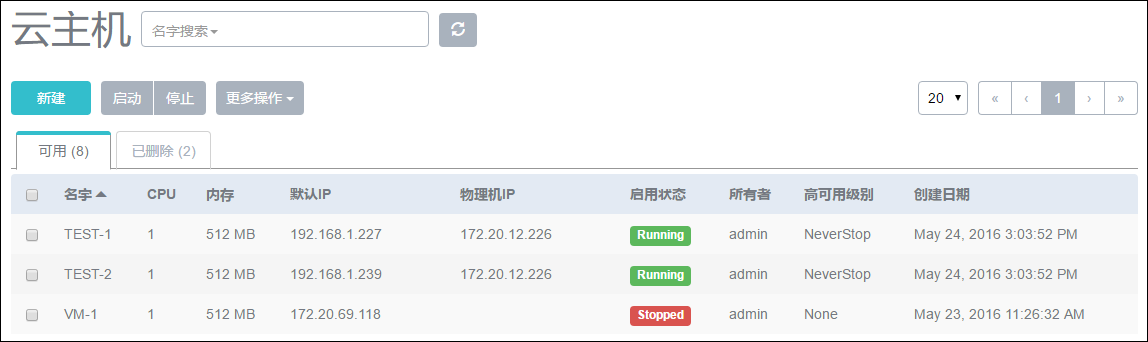 云主机 名字搜索
新建 启动 停止 更多操作 20 « ‹ 1 › »
可用 (8) 已删除 (2)
名字 CPU 内存 默认IP 物理机IP 启用状态 所有者 高可用级别 创建日期
TEST-1 1 512 MB 192.168.1.227 172.20.12.226 Running admin NeverStop May 24, 2016 3:03:52 PM
TEST-2 1 512 MB 192.168.1.239 172.20.12.226 Running admin NeverStop May 24, 2016 3:03:52 PM
VM-1 1 512 MB 172.20.69.118 Stopped admin None May 23, 2016 11:26:32 AM